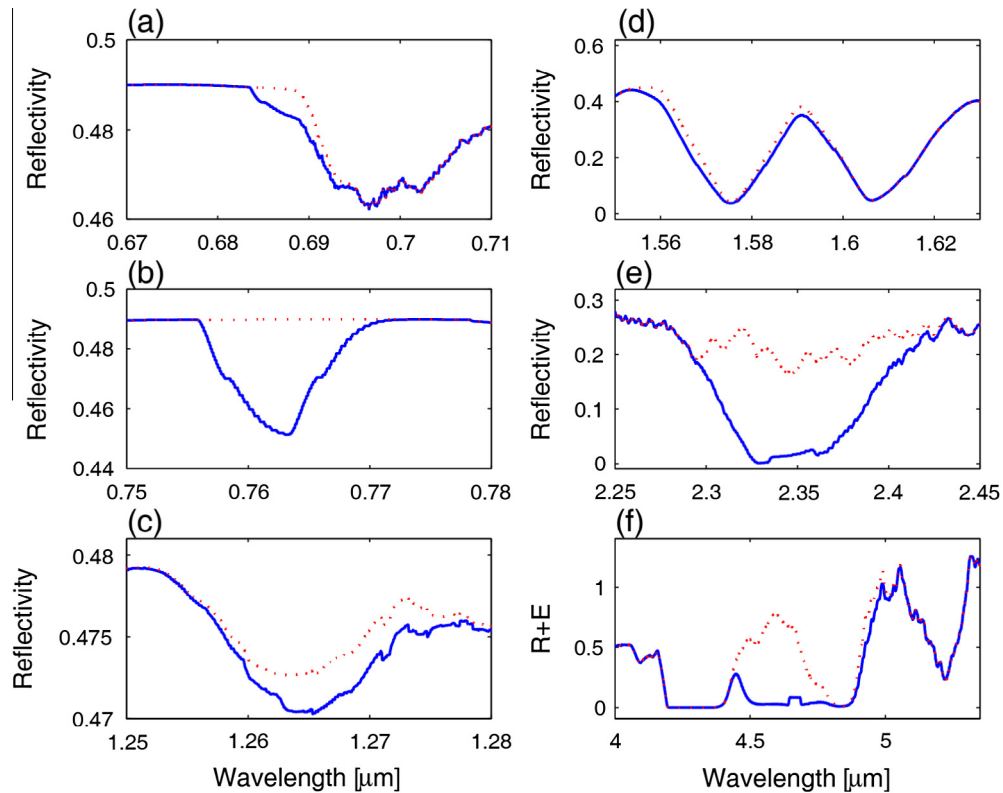 (a)
0.5
0.48
0.46
Reflectivity
0.67 0.68 0.69 0.7 0.71
(b)
0.5
0.48
0.46
0.44
Reflectivity
0.75 0.76 0.77 0.78
(c)
0.48
0.475
0.47
Reflectivity
1.25 1.26 1.27 1.28
Wavelength [μm]
(d)
0.6
0.4
0.2
0
Reflectivity
1.56 1.58 1.6 1.62
(e)
0.3
0.2
0.1
0
Reflectivity
2.25 2.3 2.35 2.4 2.45
(f)
1
0.5
0
R+E
4 4.5 5
Wavelength [μm]